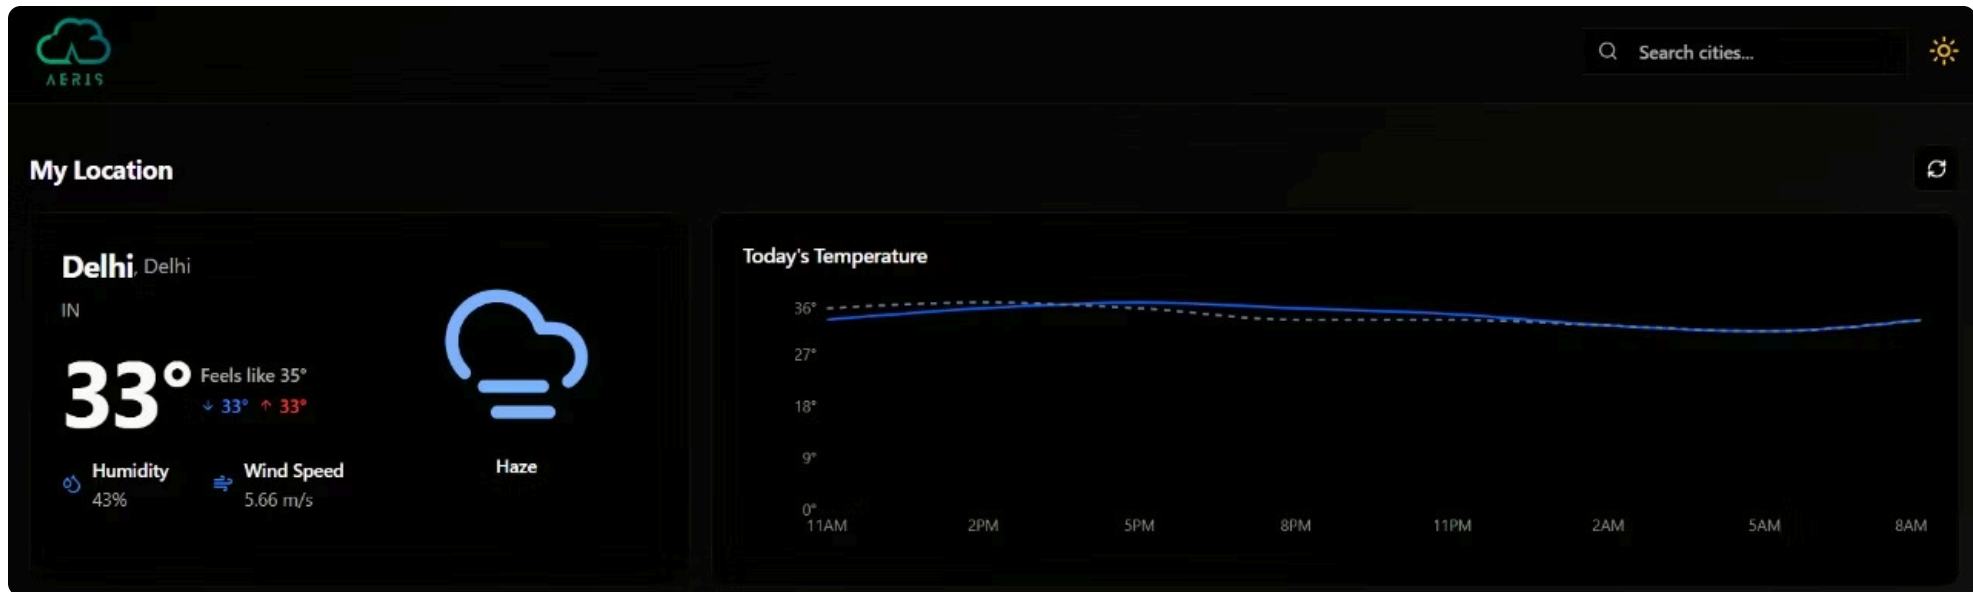 AERIS
Search cities...
My Location
Delhi, Delhi
IN
33°
Feels like 35°
↓ 33° ↑ 33°
Humidity
43%
Wind Speed
5.66 m/s
Haze
Today's Temperature
36°
27°
18°
9°
0°
11AM 2PM 5PM 8PM 11PM 2AM 5AM 8AM